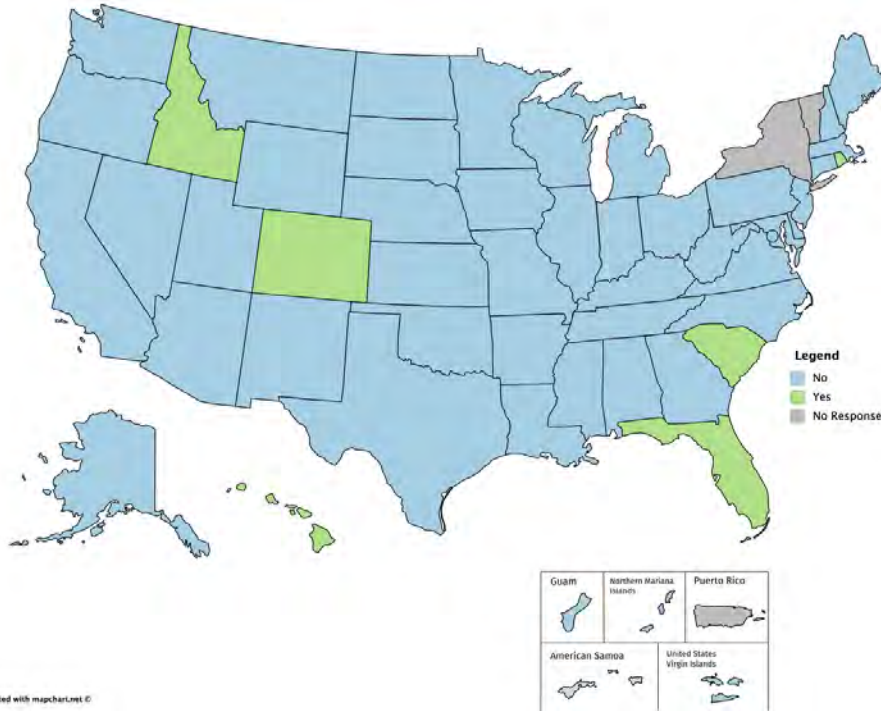 Legend
No
Yes
No Response
Guam
Northern Mariana
Islands
Puerto Rico
American Samoa
United States
Virgin Islands
ted with mapchart.net ©